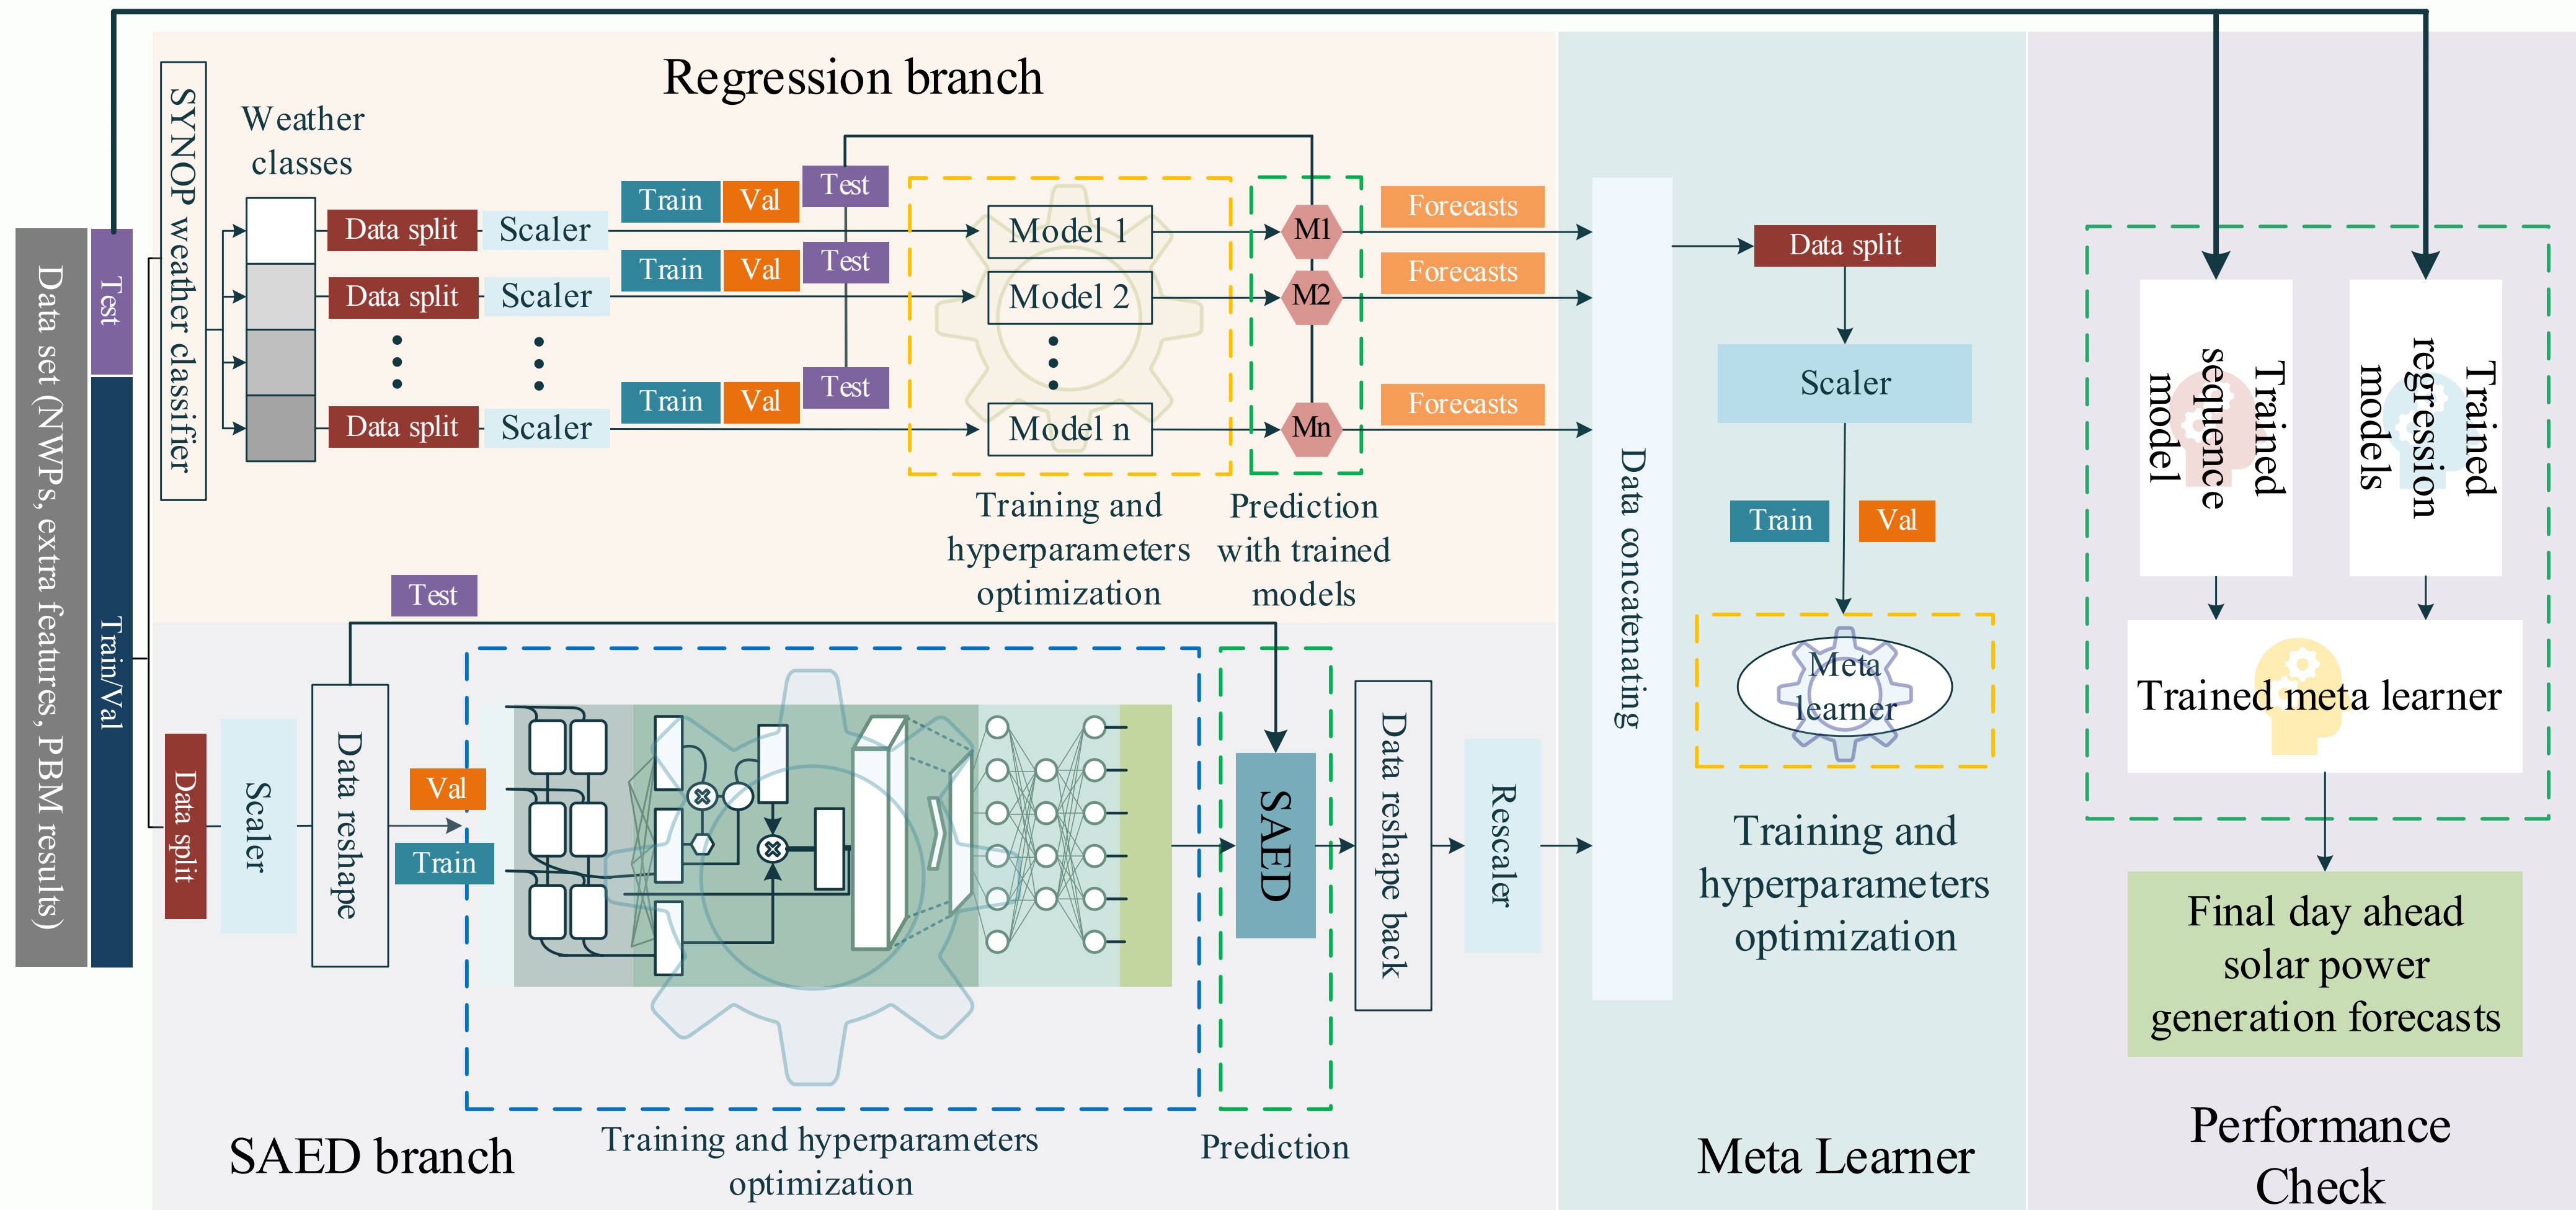 Data set (NWPs, extra features, PBM results)
Test
Train/Val
Regression branch
SYNOP weather classifier
Weather
classes
Data split
Scaler
Train
Val
Test
Model 1
M1
Forecasts
Data split
Scaler
Train
Val
Test
Model 2
M2
Forecasts
Data split
Scaler
Train
Val
Test
Model n
Mn
Forecasts
Training and
hyperparameters
optimization
Prediction
with trained
models
Test
Data split
Scaler
Data reshape
Val
Train
SAED
Data reshape back
Rescaler
SAED branch
Training and hyperparameters
optimization
Prediction
Data concatenating
Data split
Scaler
Train
Val
Meta
learner
Training and
hyperparameters
optimization
Meta Learner
Trained
sequence
model
Trained
regression
models
Trained meta learner
Final day ahead
solar power
generation forecasts
Performance
Check